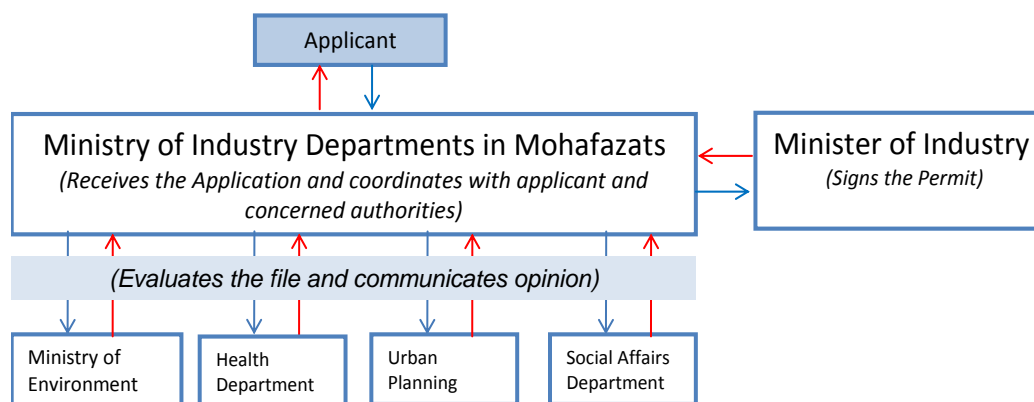 Applicant
Ministry of Industry Departments in Mohafazats
(Receives the Application and coordinates with applicant and
concerned authorities)
Minister of Industry
(Signs the Permit)
(Evaluates the file and communicates opinion)
Ministry of
Environment
Health
Department
Urban
Planning
Social Affairs
Department